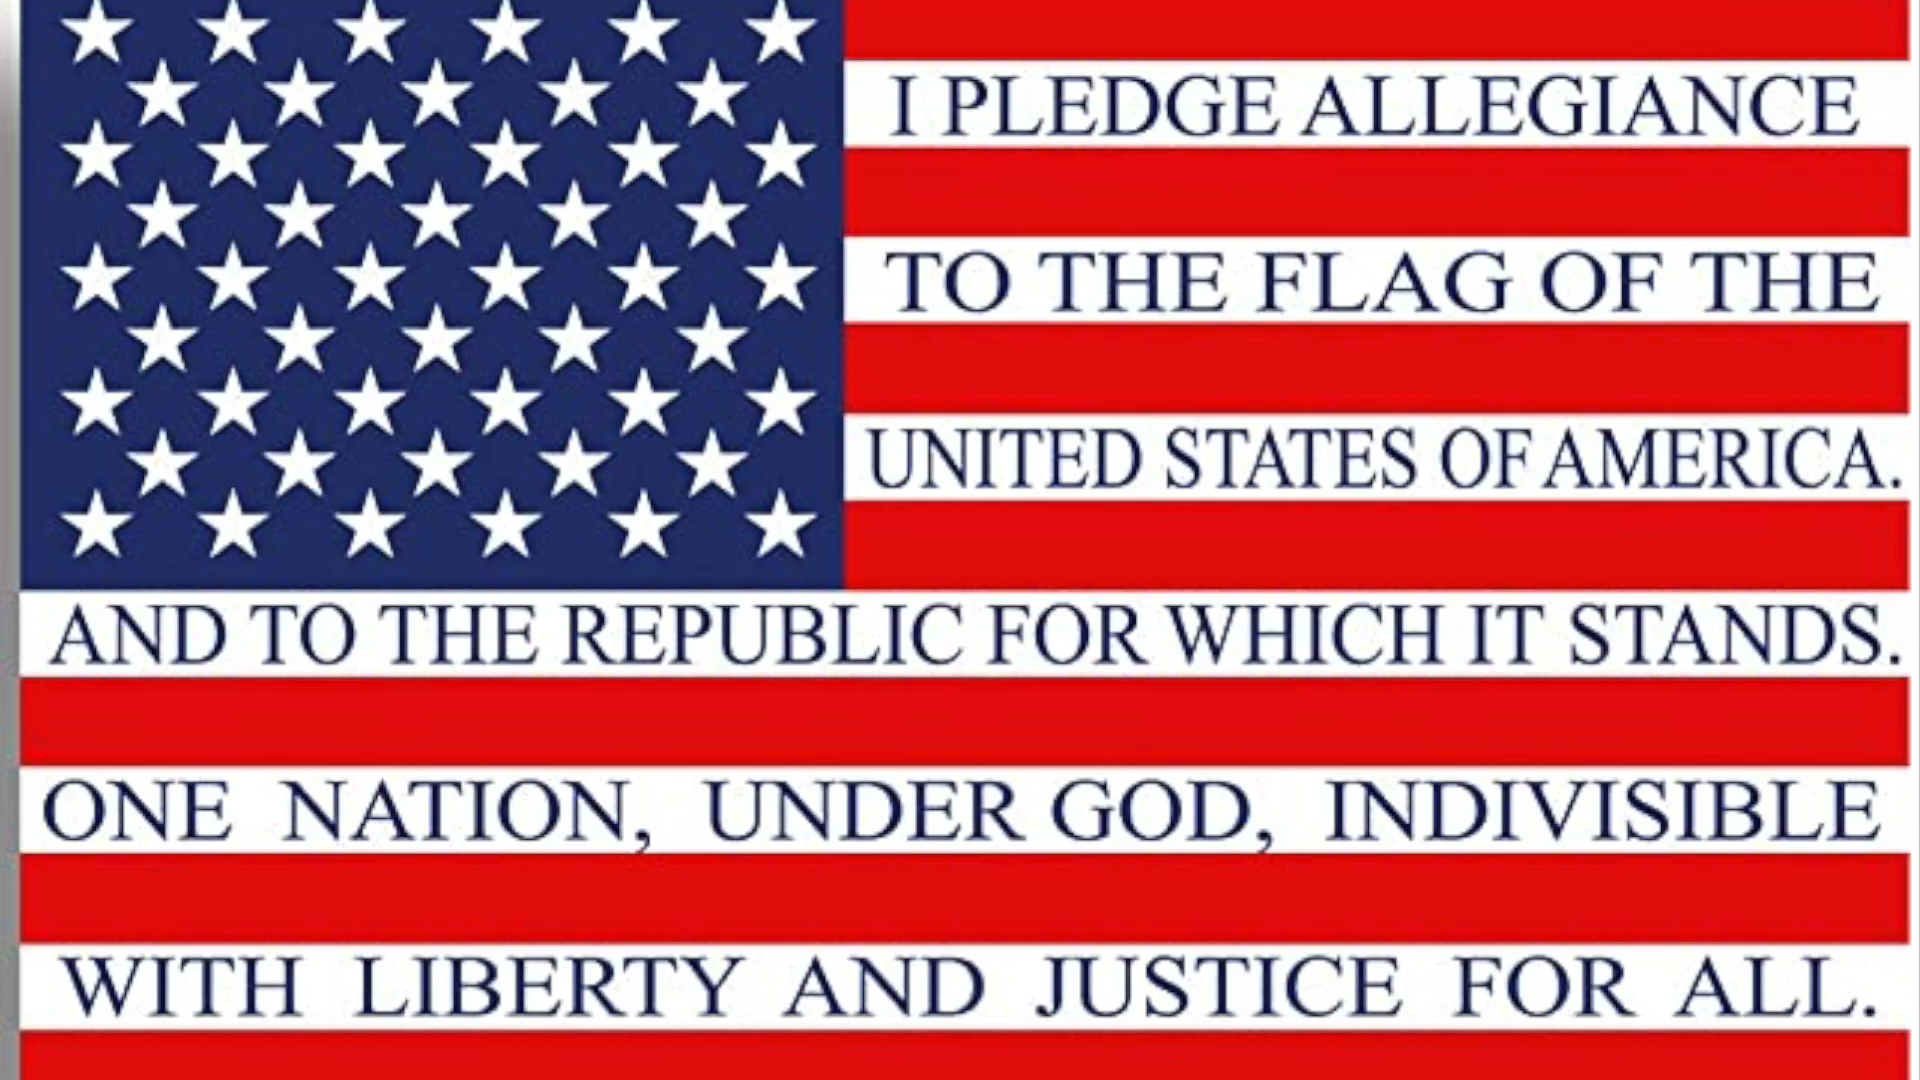 I PLEDGE ALLEGIANCE
TO THE FLAG OF THE
UNITED STATES OF AMERICA.
AND TO THE REPUBLIC FOR WHICH IT STANDS.
ONE NATION, UNDER GOD, INDIVISIBLE
WITH LIBERTY AND JUSTICE FOR ALL.